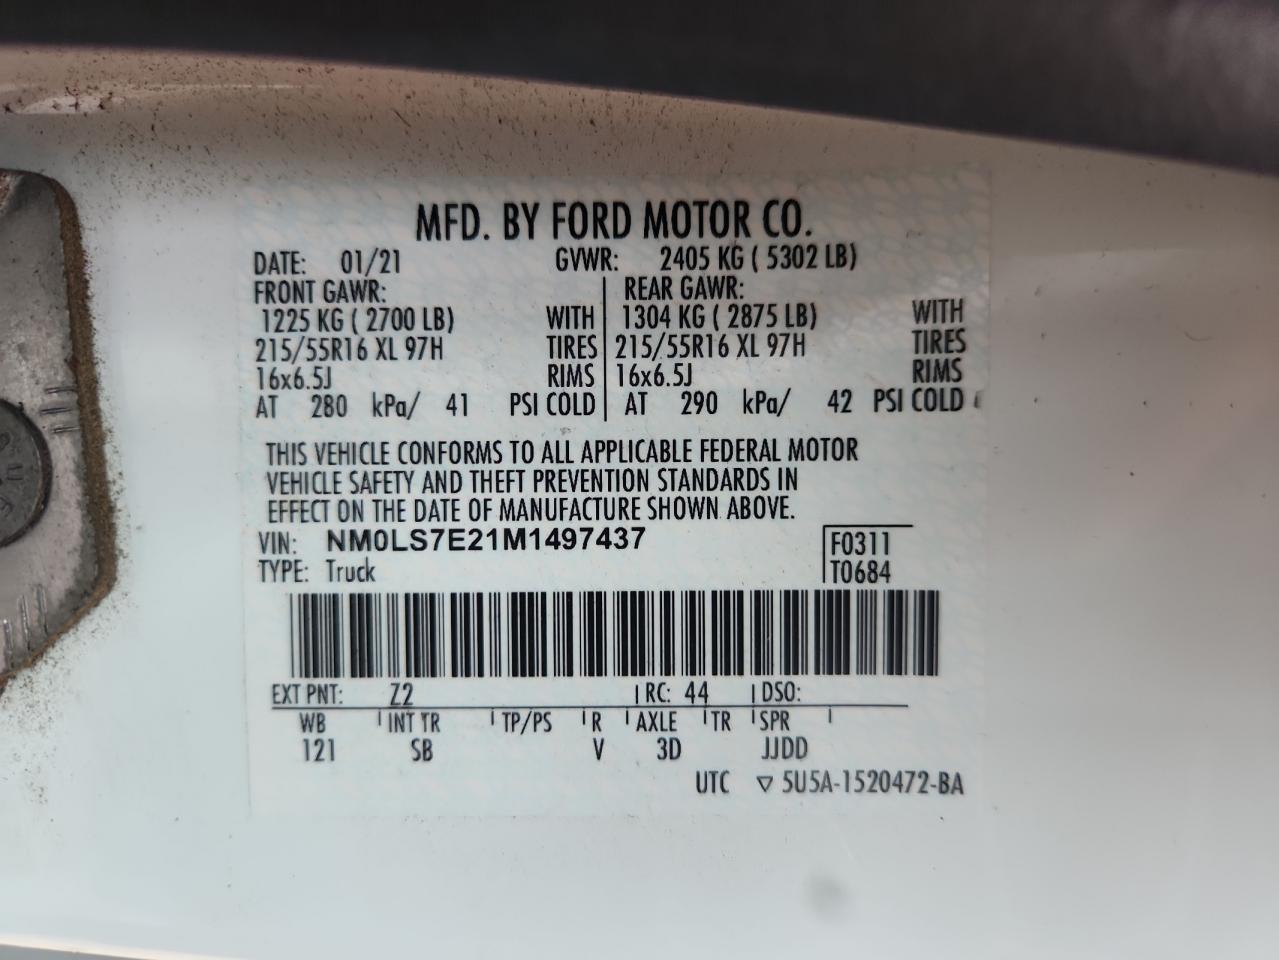 MFD. BY FORD MOTOR CO.
DATE: 01/21 GVWR: 2405 KG ( 5302 LB)
FRONT GAWR: REAR GAWR:
1225 KG ( 2700 LB) WITH 1304 KG ( 2875 LB) WITH
215/55R16 XL 97H TIRES 215/55R16 XL 97H TIRES
16x6.5J RIMS 16x6.5J RIMS
AT 280 kPa/ 41 PSI COLD AT 290 kPa/ 42 PSI COLD
THIS VEHICLE CONFORMS TO ALL APPLICABLE FEDERAL MOTOR
VEHICLE SAFETY AND THEFT PREVENTION STANDARDS IN
EFFECT ON THE DATE OF MANUFACTURE SHOWN ABOVE.
VIN: NM0LS7E21M1497437 F0311
TYPE: Truck T0684
EXT PNT: Z2 RC: 44 DSO:
WB INT TR TP/PS R AXLE TR SPR
121 SB V 3D JJDD
UTC ▽ 5U5A-1520472-BA